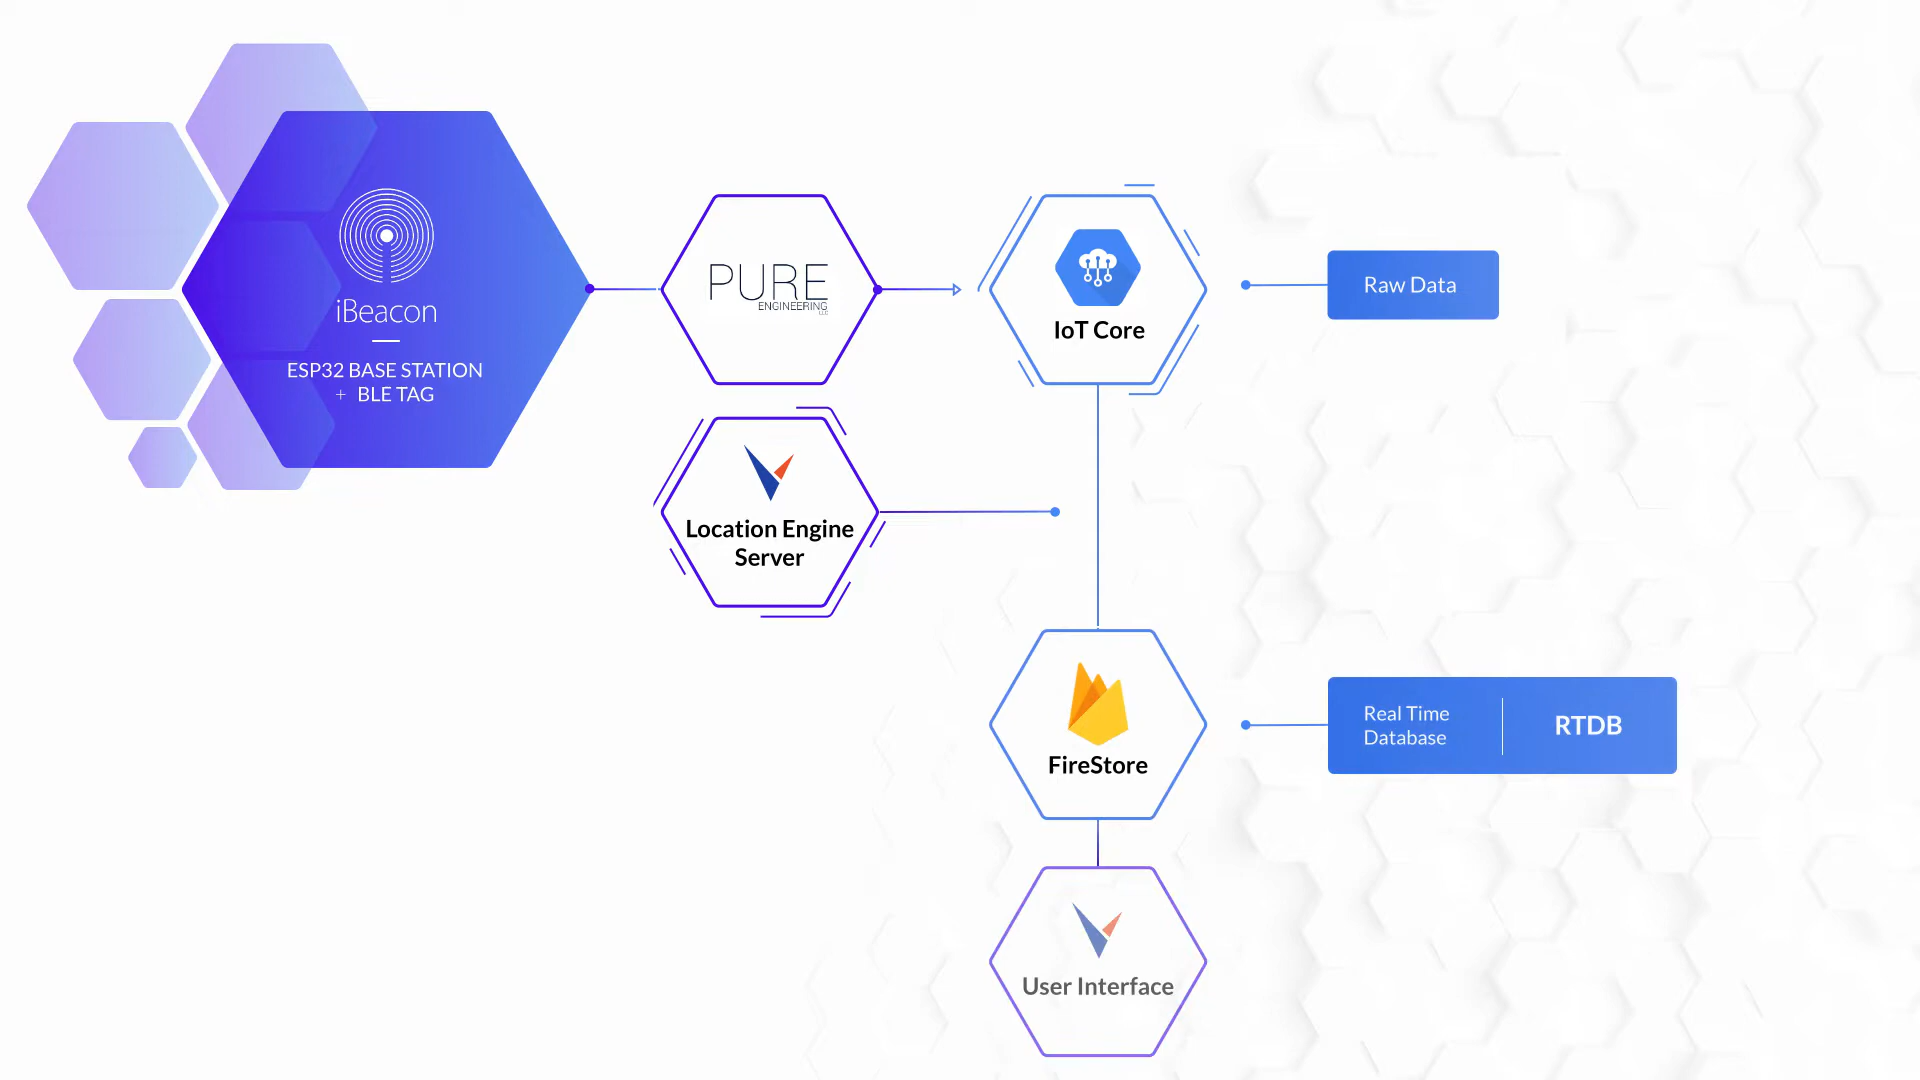 iBeacon
ESP32 BASE STATION
+ BLE TAG
PURE
ENGINEERING
LLC
IoT Core
Raw Data
Location Engine
Server
FireStore
Real Time
Database
RTDB
User Interface